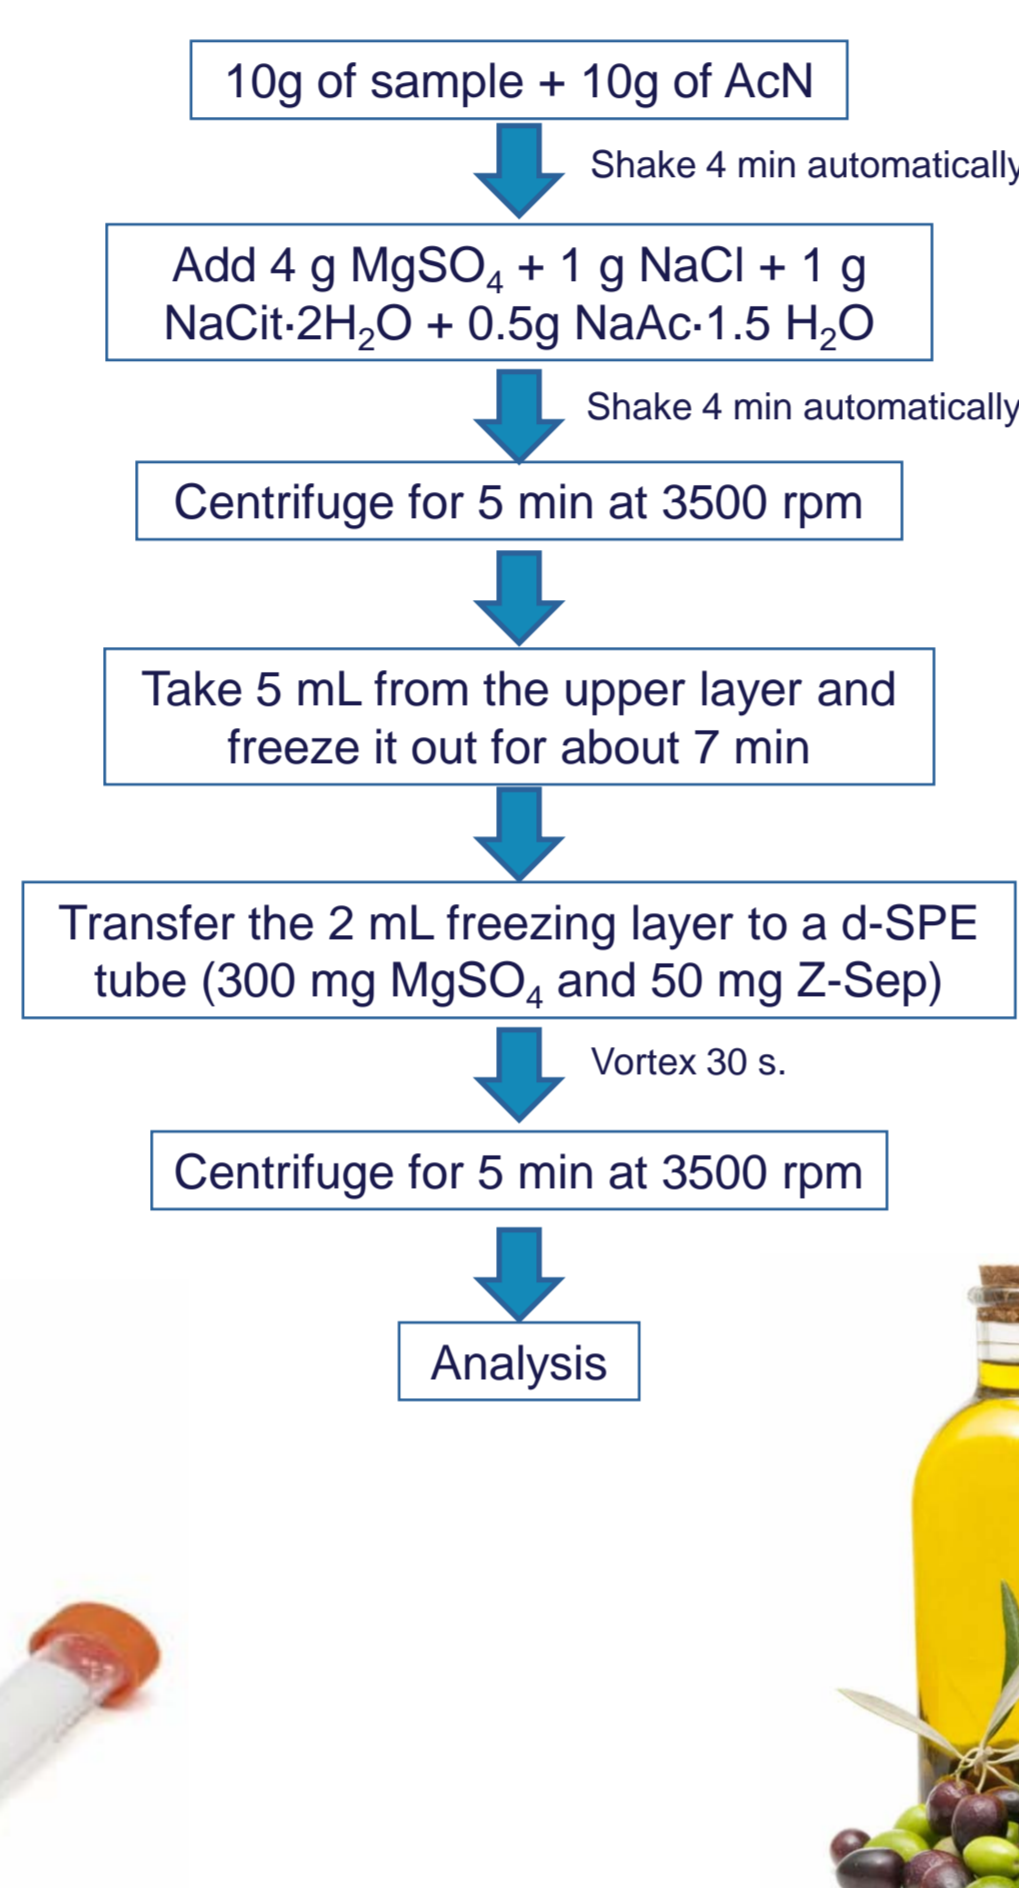 10g of sample + 10g of AcN
Shake 4 min automatically
Add 4 g MgSO₄ + 1 g NaCl + 1 g
NaCit·2H₂O + 0.5g NaAc·1.5 H₂O
Shake 4 min automatically
Centrifuge for 5 min at 3500 rpm
Take 5 mL from the upper layer and
freeze it out for about 7 min
Transfer the 2 mL freezing layer to a d-SPE
tube (300 mg MgSO₄ and 50 mg Z-Sep)
Vortex 30 s.
Centrifuge for 5 min at 3500 rpm
Analysis